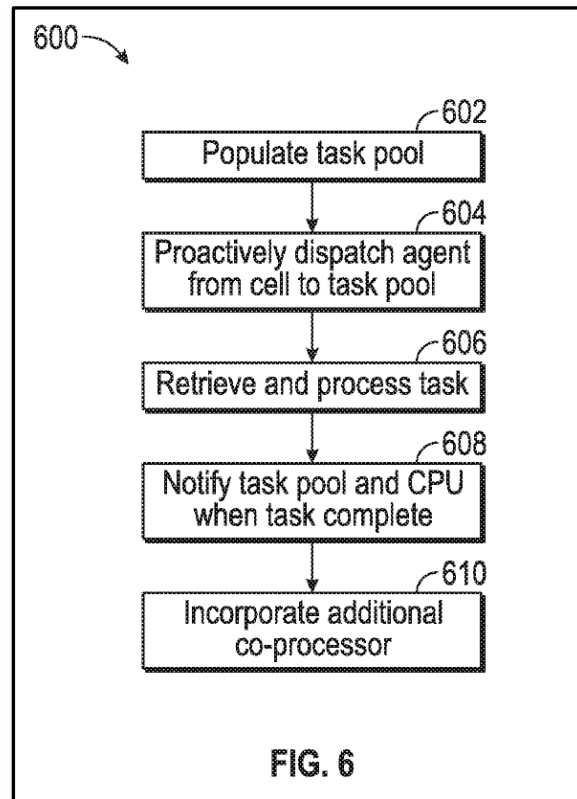 600
602
Populate task pool
604
Proactively dispatch agent
from cell to task pool
606
Retrieve and process task
608
Notify task pool and CPU
when task complete
610
Incorporate additional
co-processor
FIG. 6